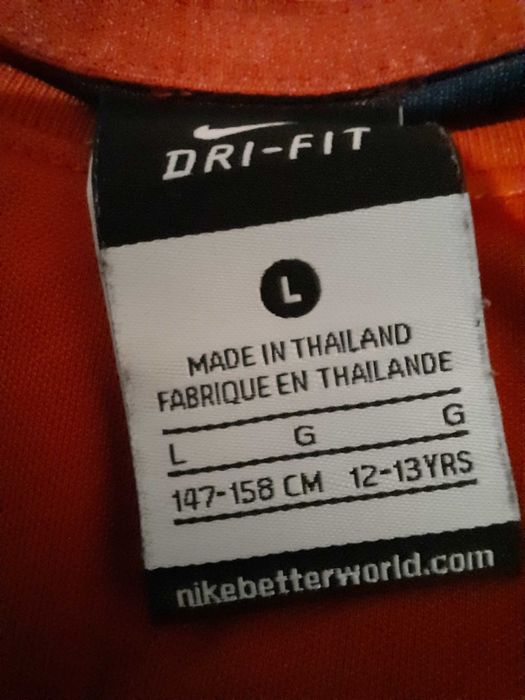 DRI-FIT
L
MADE IN THAILAND
FABRIQUE EN THAILANDE
L G G
147-158 CM 12-13YRS
nikebetterworld.com